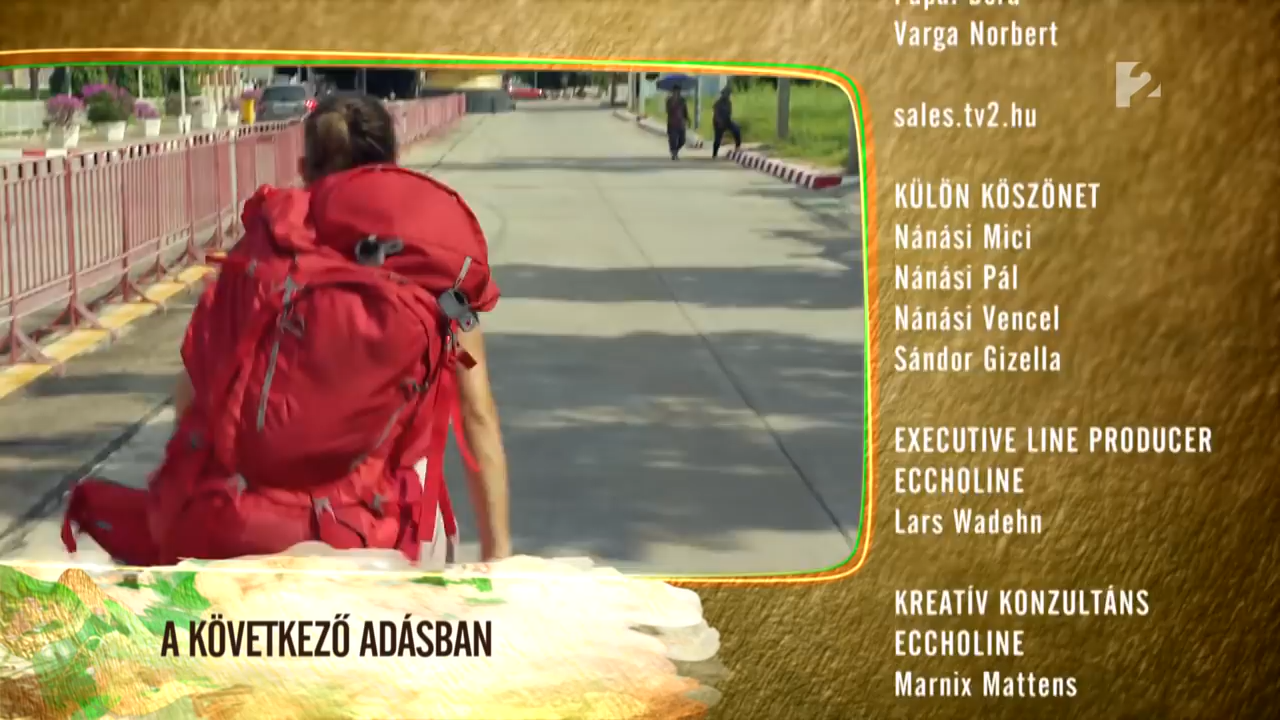 Varga Norbert
2
sales.tv2.hu
KÜLÖN KÖSZÖNET
Nánási Mici
Nánási Pál
Nánási Vencel
Sándor Gizella
EXECUTIVE LINE PRODUCER
ECCHOLINE
Lars Wadehn
KREATÍV KONZULTÁNS
ECCHOLINE
Marnix Mattens
A KÖVETKEZŐ ADÁSBAN